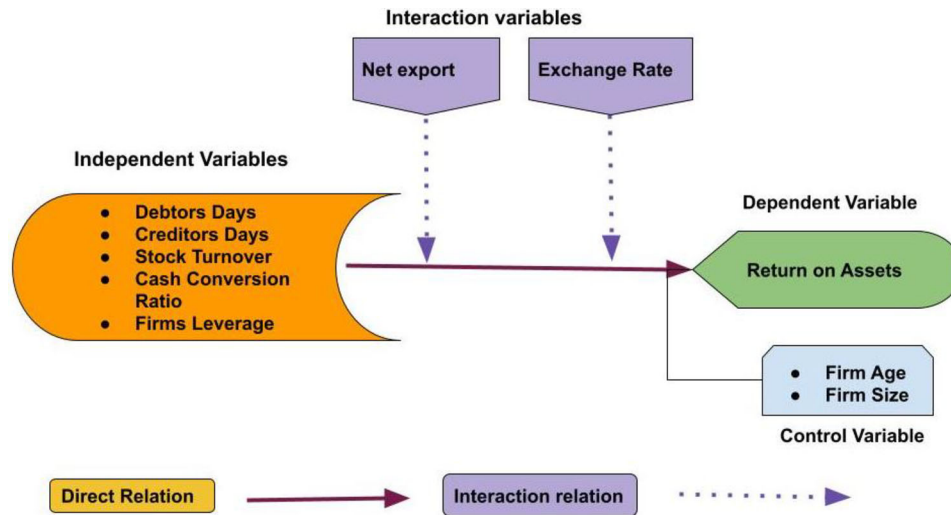 Interaction variables
Net export
Exchange Rate
Independent Variables
● Debtors Days
● Creditors Days
● Stock Turnover
● Cash Conversion
Ratio
● Firms Leverage
Dependent Variable
Return on Assets
● Firm Age
● Firm Size
Control Variable
Direct Relation
Interaction relation